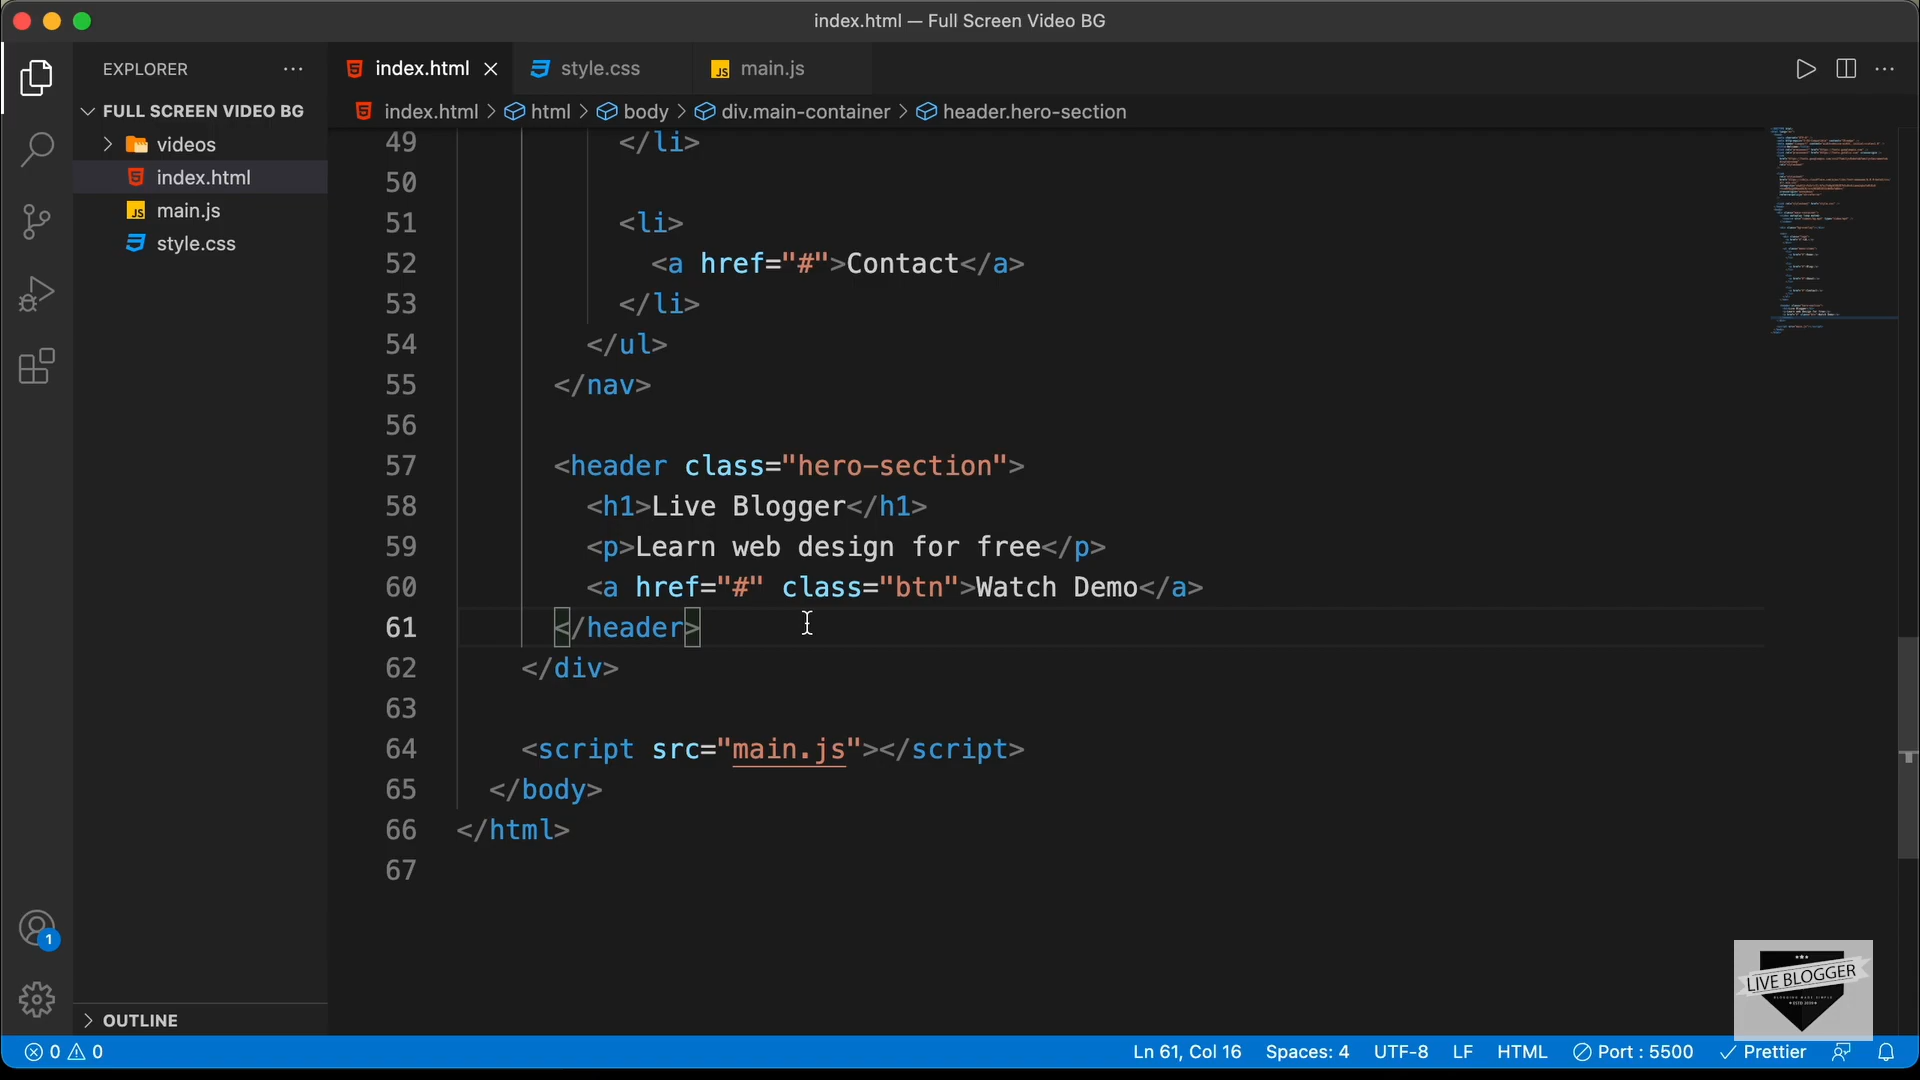 index.html — Full Screen Video BG
EXPLORER ...
index.html
style.css
JS main.js
...
FULL SCREEN VIDEO BG
index.html > html > body > div.main-container > header.hero-section
videos
index.html
JS main.js
style.css
49 </li>
50
51 <li>
52 <a href="#">Contact</a>
53 </li>
54 </ul>
55 </nav>
56
57 <header class="hero-section">
58 <h1>Live Blogger</h1>
59 <p>Learn web design for free</p>
60 <a href="#" class="btn">Watch Demo</a>
61 </header>
62 </div>
63
64 <script src="main.js"></script>
65 </body>
66 </html>
67
1
LIVE BLOGGER
OUTLINE
0 0 Ln 61, Col 16 Spaces: 4 UTF-8 LF HTML Port : 5500 Prettier